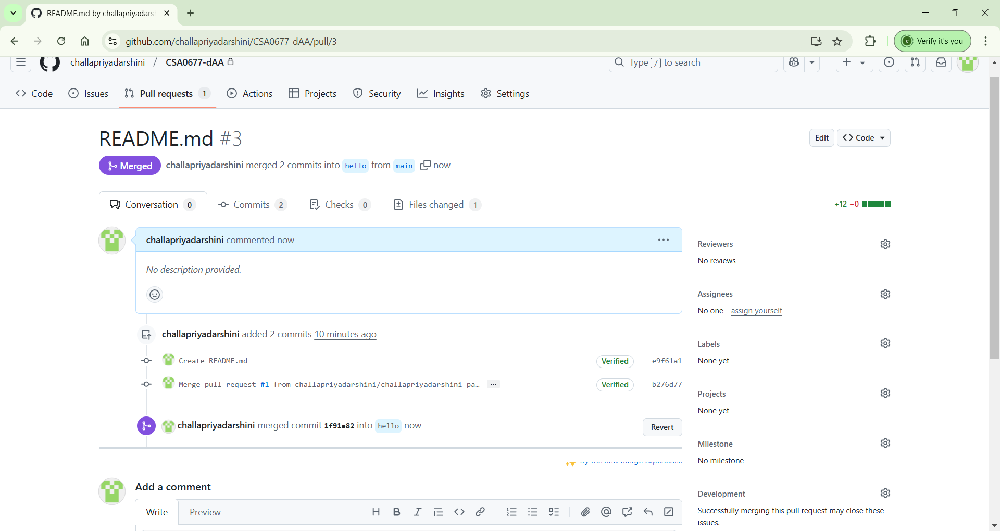 README.md by challapriyadars
github.com/challapriyadarshini/CSA0677-dAA/pull/3
Verify it's you
challapriyadarshini / CSA0677-dAA
Type / to search
Code Issues Pull requests 1 Actions Projects Security Insights Settings
README.md #3
Edit Code
Merged challapriyadarshini merged 2 commits into hello from main now
Conversation 0 Commits 2 Checks 0 Files changed 1
+12 −0
challapriyadarshini commented now
No description provided.
challapriyadarshini added 2 commits 10 minutes ago
Create README.md Verified e9f61a1
Merge pull request #1 from challapriyadarshini/challapriyadarshini-pa… ... Verified b276d77
challapriyadarshini merged commit 1f91e82 into hello now
Revert
Try the new merge experience
Add a comment
Write Preview
Reviewers
No reviews
Assignees
No one—assign yourself
Labels
None yet
Projects
None yet
Milestone
No milestone
Development
Successfully merging this pull request may close these
issues.